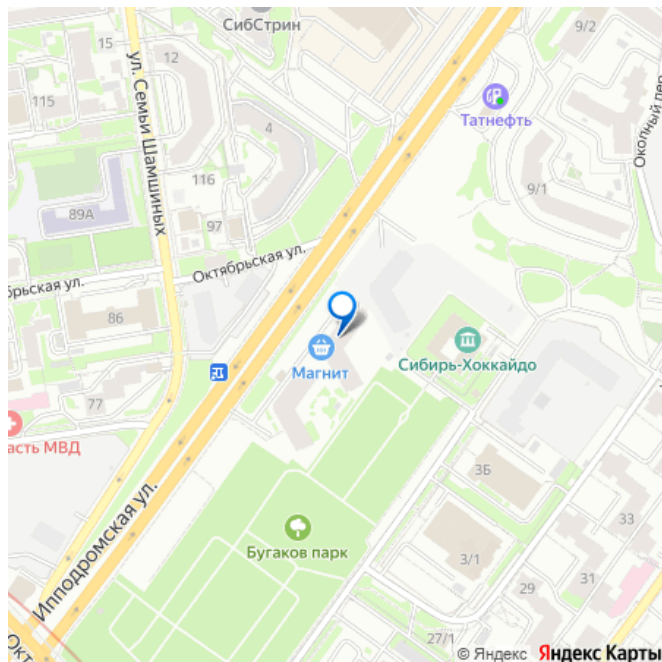 СибСтрин
9/2
15
12
115
ул. Семьи Шамшиных
Татнефть
Окопный пер.
4
116
9/1
89А
97
Октябрьская ул.
брьская ул.
86
Магнит
Сибирь-Хоккайдо
77
асть МВД
3Б
Ипподромская ул.
Бугаков парк
33
3/1
31
29
27/1
Окт
© Яндекс Яндекс Карты